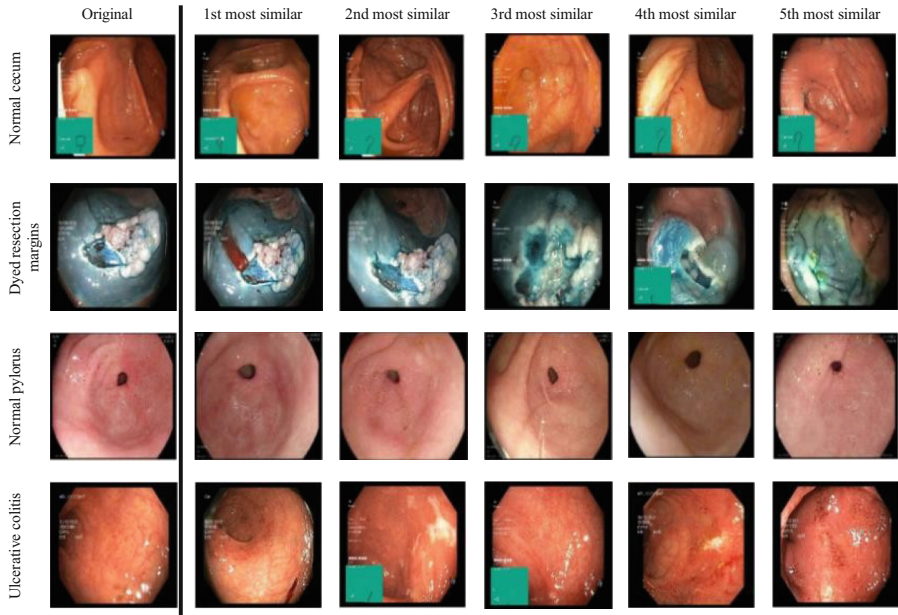 Original 1st most similar 2nd most similar 3rd most similar 4th most similar 5th most similar
Normal cecum
Dyed resection
margins
Normal pylorus
Ulcerative colitis